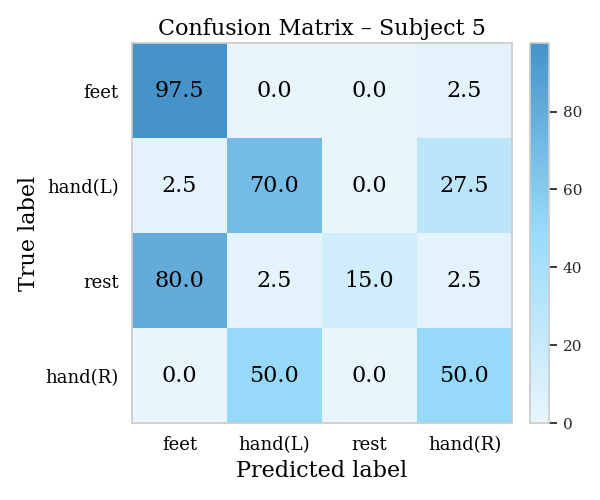 Confusion Matrix – Subject 5
feet 97.5 0.0 0.0 2.5
hand(L) 2.5 70.0 0.0 27.5
rest 80.0 2.5 15.0 2.5
hand(R) 0.0 50.0 0.0 50.0
feet hand(L) rest hand(R)
Predicted label
True label
80
60
40
20
0